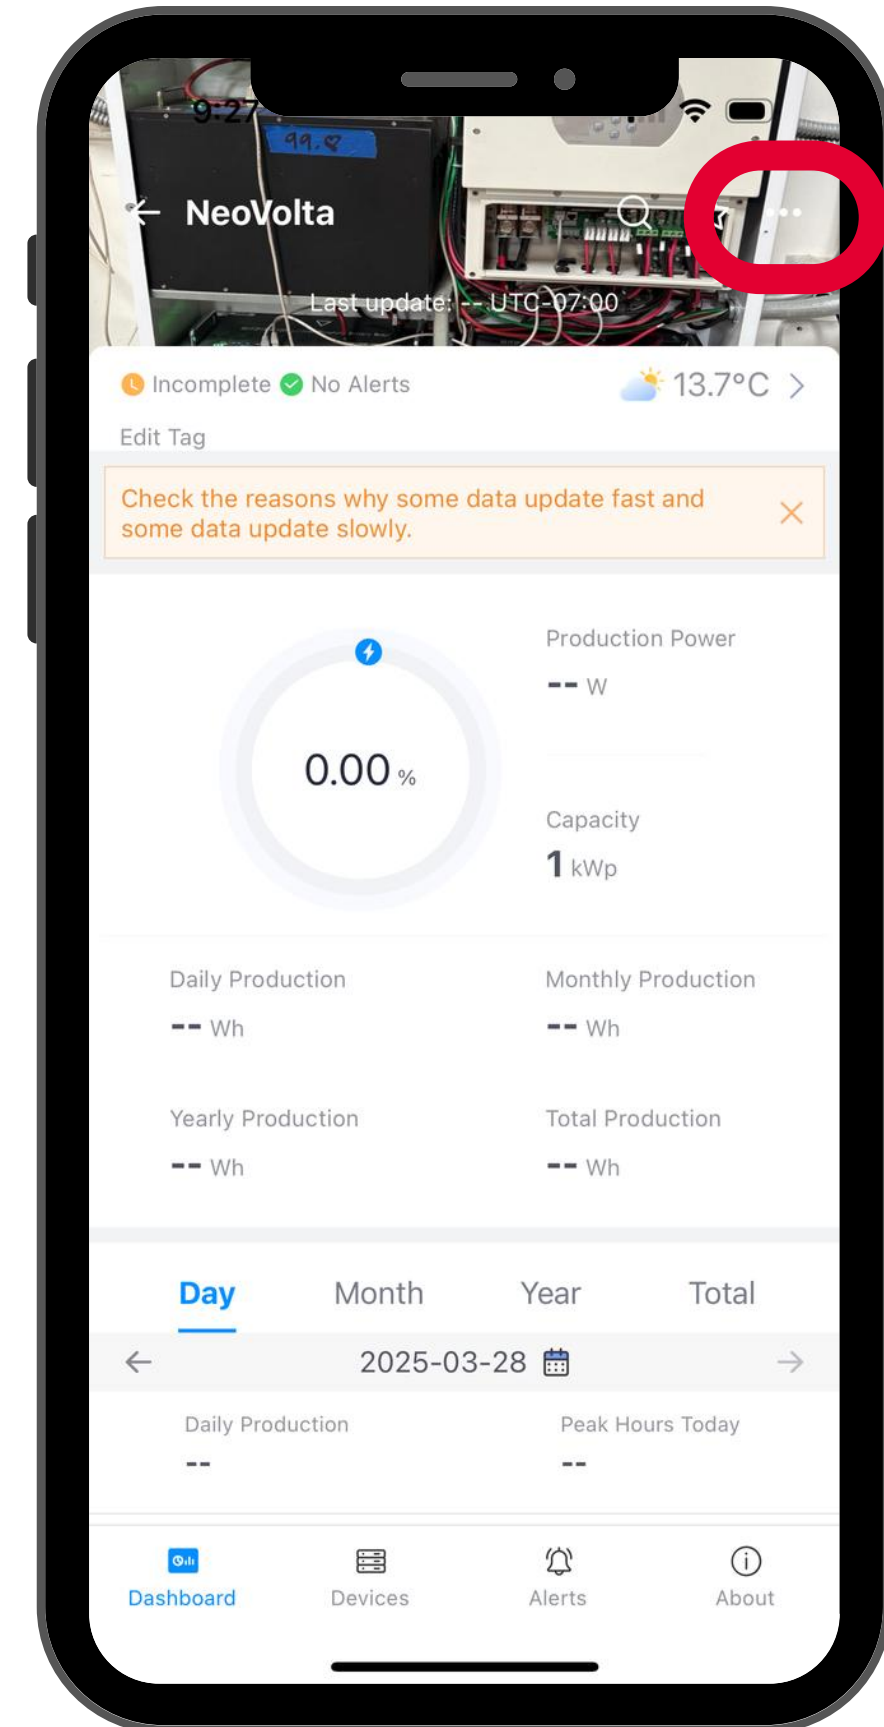 9:27
99.8
NeoVolta
Last update: -- UTC-07:00
Incomplete No Alerts 13.7°C
Edit Tag
Check the reasons why some data update fast and
some data update slowly.
Production Power
-- W
0.00 %
Capacity
1 kWp
Daily Production Monthly Production
-- Wh -- Wh
Yearly Production Total Production
-- Wh -- Wh
Day Month Year Total
2025-03-28
Daily Production Peak Hours Today
-- --
Dashboard Devices Alerts About